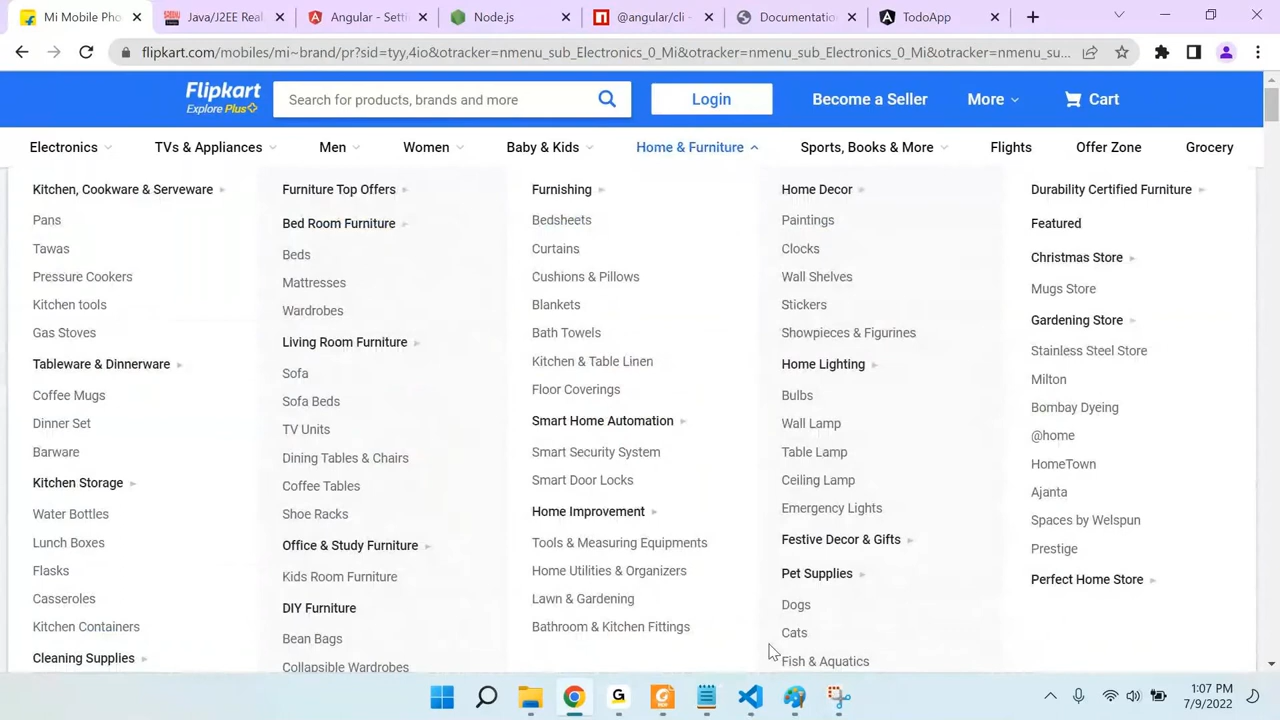 Mi Mobile Pho
Java/J2EE Real
Angular - Setti
Node.js
@angular/cli -
Documentation
TodoApp
flipkart.com/mobiles/mi~brand/pr?sid=tyy,4io&otracker=nmenu_sub_Electronics_0_Mi&otracker=nmenu_sub_Electronics_0_Mi&otracker=nmenu_su...
Flipkart
Explore Plus
Search for products, brands and more
Login
Become a Seller
More
Cart
Electronics
TVs & Appliances
Men
Women
Baby & Kids
Home & Furniture
Sports, Books & More
Flights
Offer Zone
Grocery
Kitchen, Cookware & Serveware
Pans
Tawas
Pressure Cookers
Kitchen tools
Gas Stoves
Tableware & Dinnerware
Coffee Mugs
Dinner Set
Barware
Kitchen Storage
Water Bottles
Lunch Boxes
Flasks
Casseroles
Kitchen Containers
Cleaning Supplies
Furniture Top Offers
Bed Room Furniture
Beds
Mattresses
Wardrobes
Living Room Furniture
Sofa
Sofa Beds
TV Units
Dining Tables & Chairs
Coffee Tables
Shoe Racks
Office & Study Furniture
Kids Room Furniture
DIY Furniture
Bean Bags
Collapsible Wardrobes
Furnishing
Bedsheets
Curtains
Cushions & Pillows
Blankets
Bath Towels
Kitchen & Table Linen
Floor Coverings
Smart Home Automation
Smart Security System
Smart Door Locks
Home Improvement
Tools & Measuring Equipments
Home Utilities & Organizers
Lawn & Gardening
Bathroom & Kitchen Fittings
Home Decor
Paintings
Clocks
Wall Shelves
Stickers
Showpieces & Figurines
Home Lighting
Bulbs
Wall Lamp
Table Lamp
Ceiling Lamp
Emergency Lights
Festive Decor & Gifts
Pet Supplies
Dogs
Cats
Fish & Aquatics
Durability Certified Furniture
Featured
Christmas Store
Mugs Store
Gardening Store
Stainless Steel Store
Milton
Bombay Dyeing
@home
HomeTown
Ajanta
Spaces by Welspun
Prestige
Perfect Home Store
1:07 PM
7/9/2022